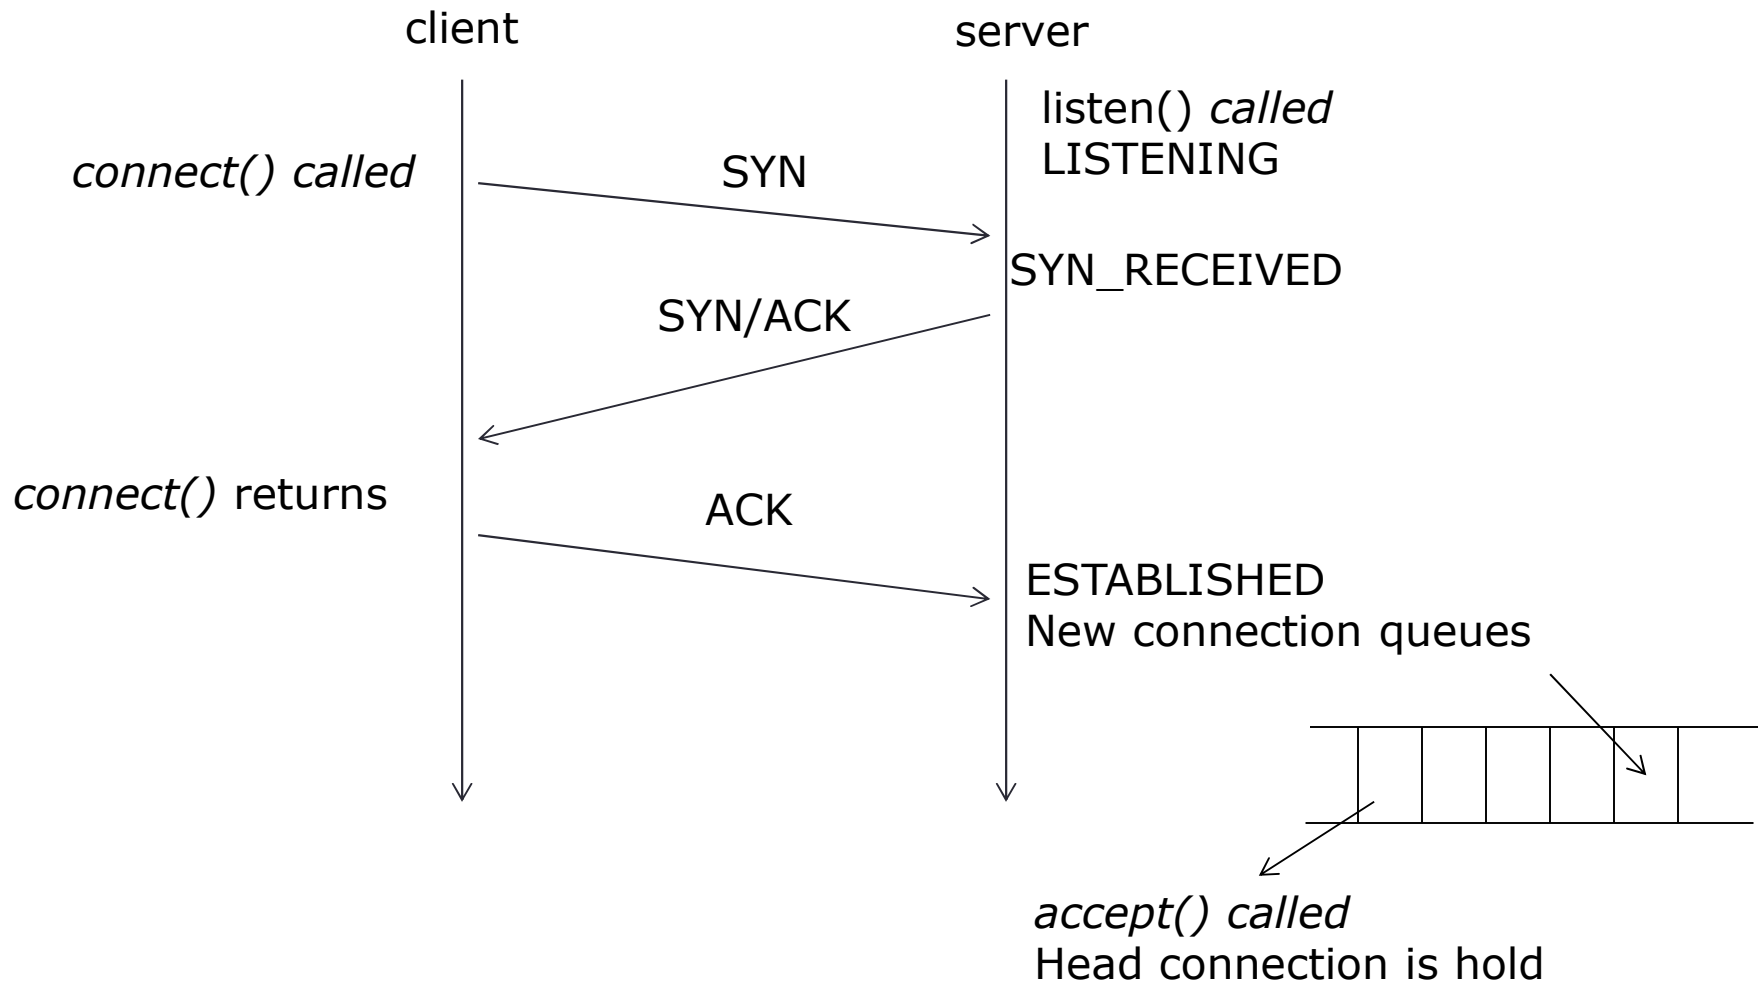 client
server
listen() called
LISTENING
connect() called
SYN
SYN_RECEIVED
SYN/ACK
connect() returns
ACK
ESTABLISHED
New connection queues
accept() called
Head connection is hold